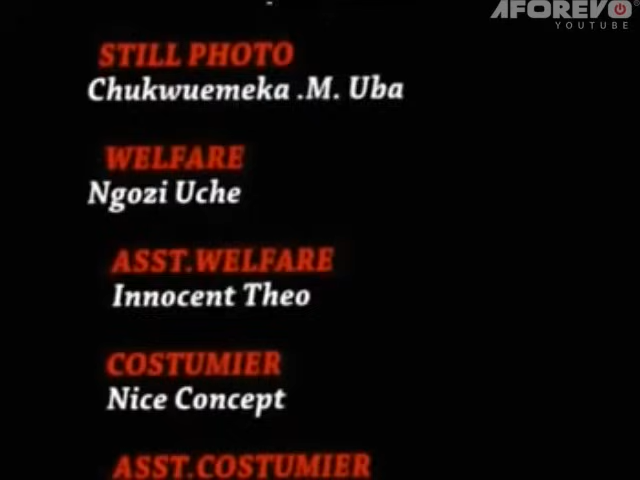 AFOREVO
YOUTUBE
STILL PHOTO
Chukwuemeka .M. Uba
WELFARE
Ngozi Uche
ASST.WELFARE
Innocent Theo
COSTUMIER
Nice Concept
ASST.COSTUMIER